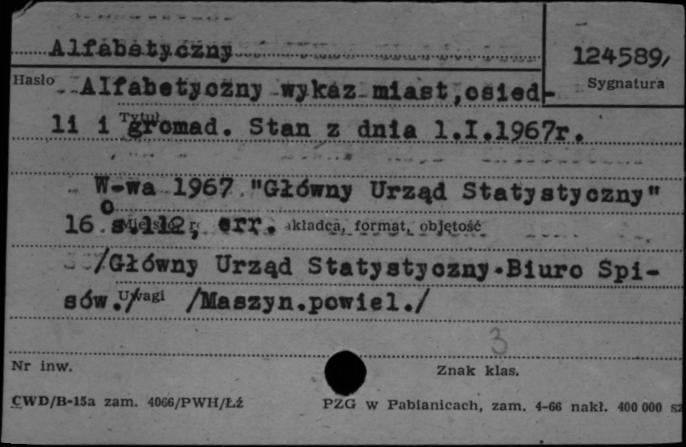 Alfabetyczny
124589/
Hasło
Sygnatura
Alfabetyczny wykaz miast,osied-
li i gromad. Stan z dnia 1.I.1967r.
Tytuł
W-wa 1967 "Główny Urząd Statystyczny"
16° s.112, err.
format, objętość
/Główny Urząd Statystyczny.Biuro Spi-
sów./ /Maszyn.powiel./
Uwagi
3
Nr inw.
Znak klas.
CWD/B-15a zam. 4066/PWH/Łź
PZG w Pabianicach, zam. 4-66 nakł. 400 000